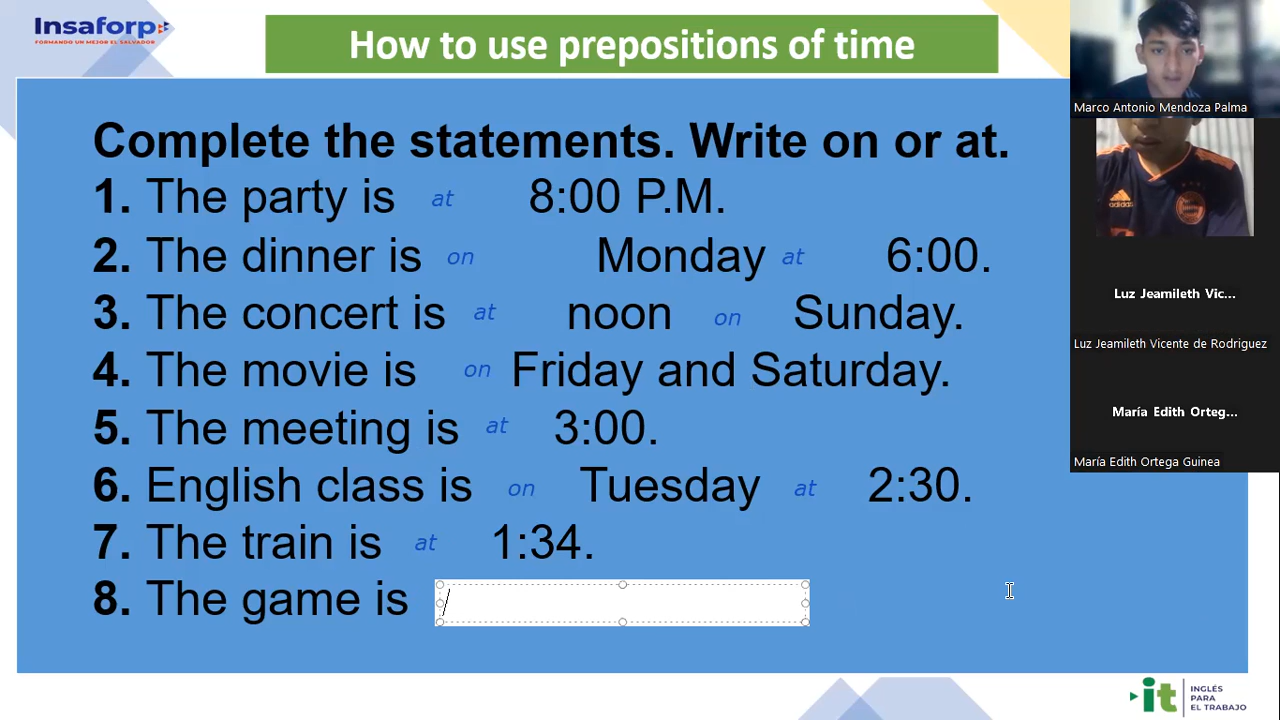 Insaforp
FORMANDO UN MEJOR EL SALVADOR
How to use prepositions of time
Complete the statements. Write on or at.
1. The party is at 8:00 P.M.
2. The dinner is on Monday at 6:00.
3. The concert is at noon on Sunday.
4. The movie is on Friday and Saturday.
5. The meeting is at 3:00.
6. English class is on Tuesday at 2:30.
7. The train is at 1:34.
8. The game is
Marco Antonio Mendoza Palma
adidas
Luz Jeamileth Vic...
Luz Jeamileth Vicente de Rodriguez
María Edith Orteg...
María Edith Ortega Guinea
it
INGLÉS
PARA
EL TRABAJO